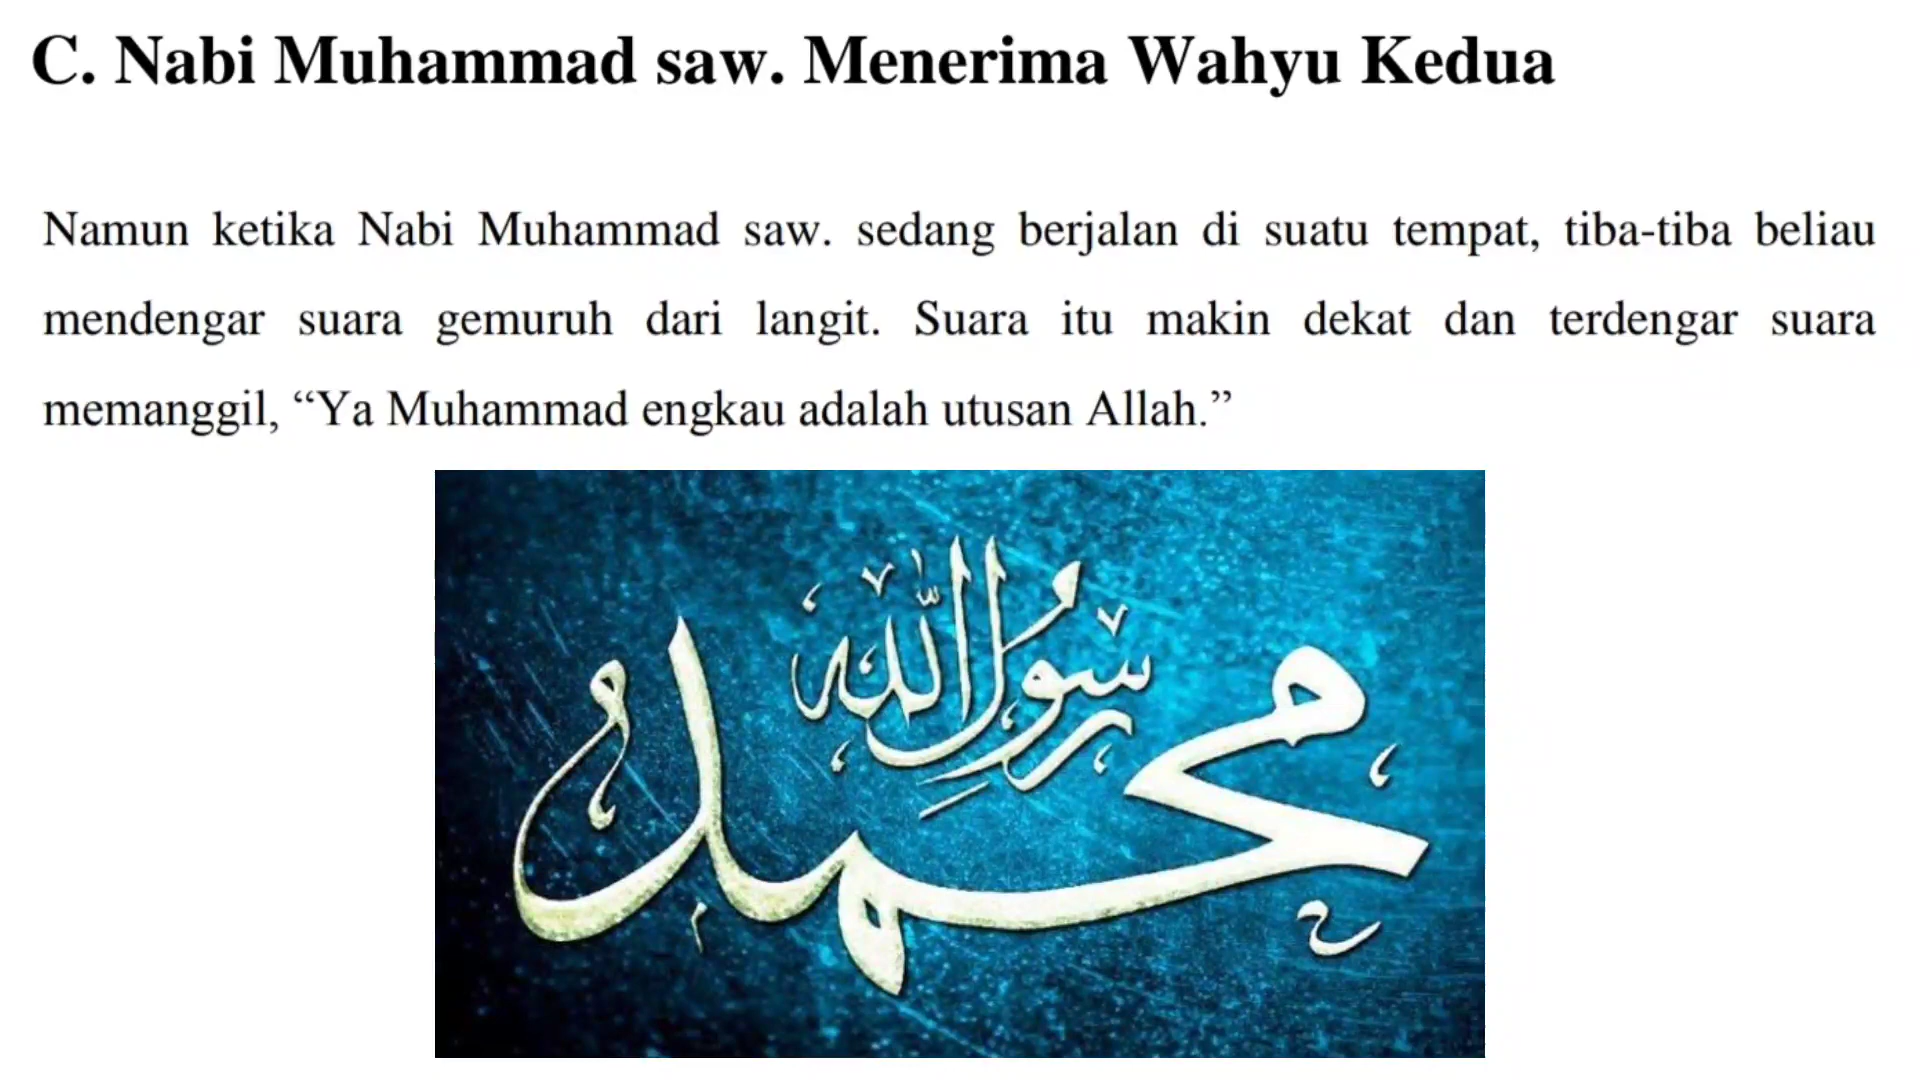 C. Nabi Muhammad saw. Menerima Wahyu Kedua
Namun ketika Nabi Muhammad saw. sedang berjalan di suatu tempat, tiba-tiba beliau
mendengar suara gemuruh dari langit. Suara itu makin dekat dan terdengar suara
memanggil, “Ya Muhammad engkau adalah utusan Allah.”
رسول الله
محمد